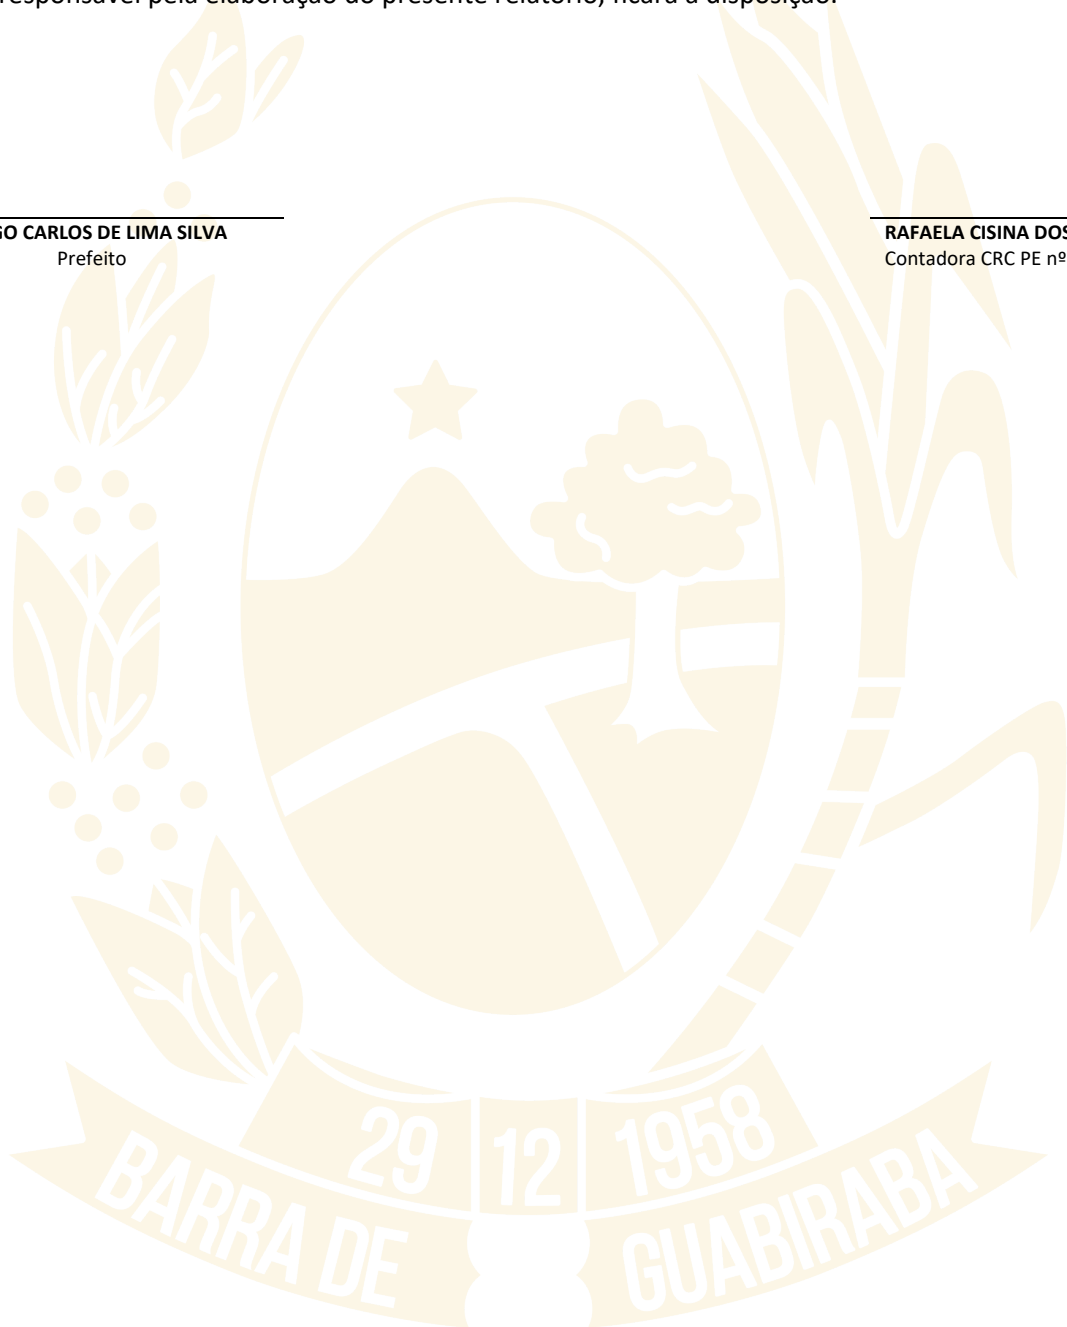 responsável pela elaboração do presente relatório, ficará à disposição.
GO CARLOS DE LIMA SILVA
Prefeito
RAFAELA CISINA DOS
Contadora CRC PE nº
29 12 1958
BARRA DE GUABIRABA